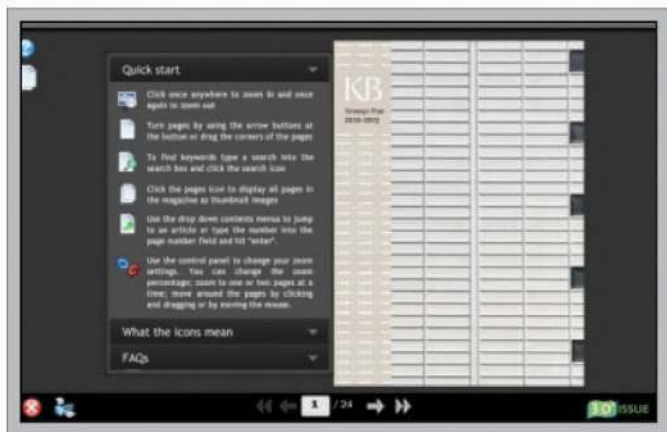 Quick start
Click once anywhere to zoom in and once
again to zoom out
Turn pages by using the arrow buttons at
the bottom or drag the corners of the pages
To find keywords type a search into the
search box and click the search icon
Click the pages icon to display all pages in
the magazine as thumbnail images
Use the drop down contents menus to jump
to an article or type the number into the
page number field and hit "enter".
Use the control panel to change your zoom
settings. You can change the zoom
percentage; zoom to one or two pages at a
time; move around the pages by clicking
and dragging or by moving the mouse.
What the icons mean
FAQs
KB
Strategic Plan
2010-2013
1 / 24
3D ISSUE